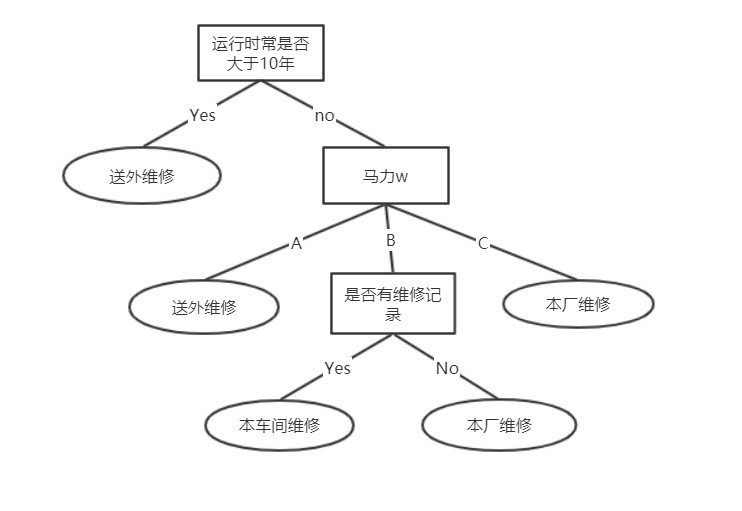 运行时常是否
大于10年
Yes
no
送外维修
马力w
A
B
C
送外维修
是否有维修记
录
本厂维修
Yes
No
本车间维修
本厂维修